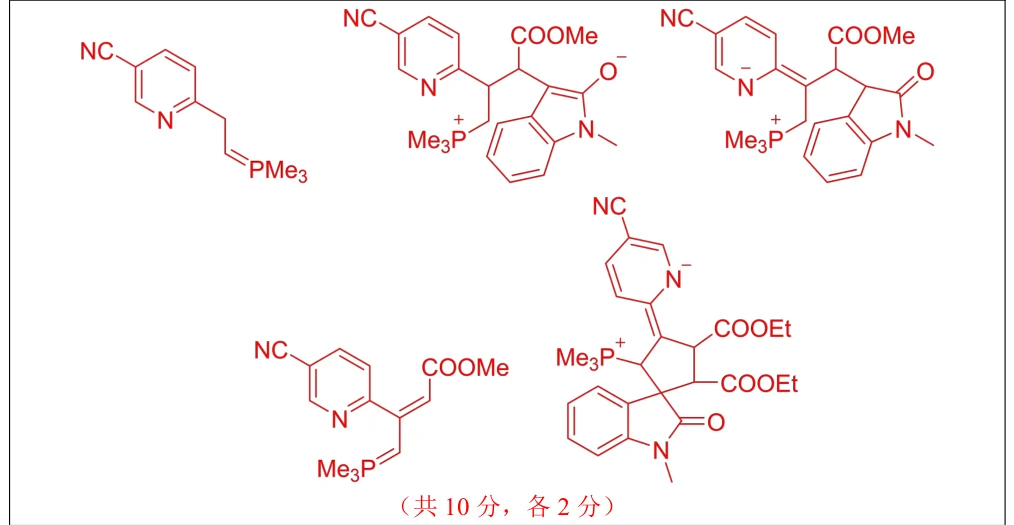 NC
N
PMe3
NC
COOMe
N
O−
Me3P+
N
NC
COOMe
N−
O
Me3P+
N
NC
COOMe
N
Me3P
NC
N−
COOEt
Me3P+
COOEt
O
N
（共 10 分，各 2 分）